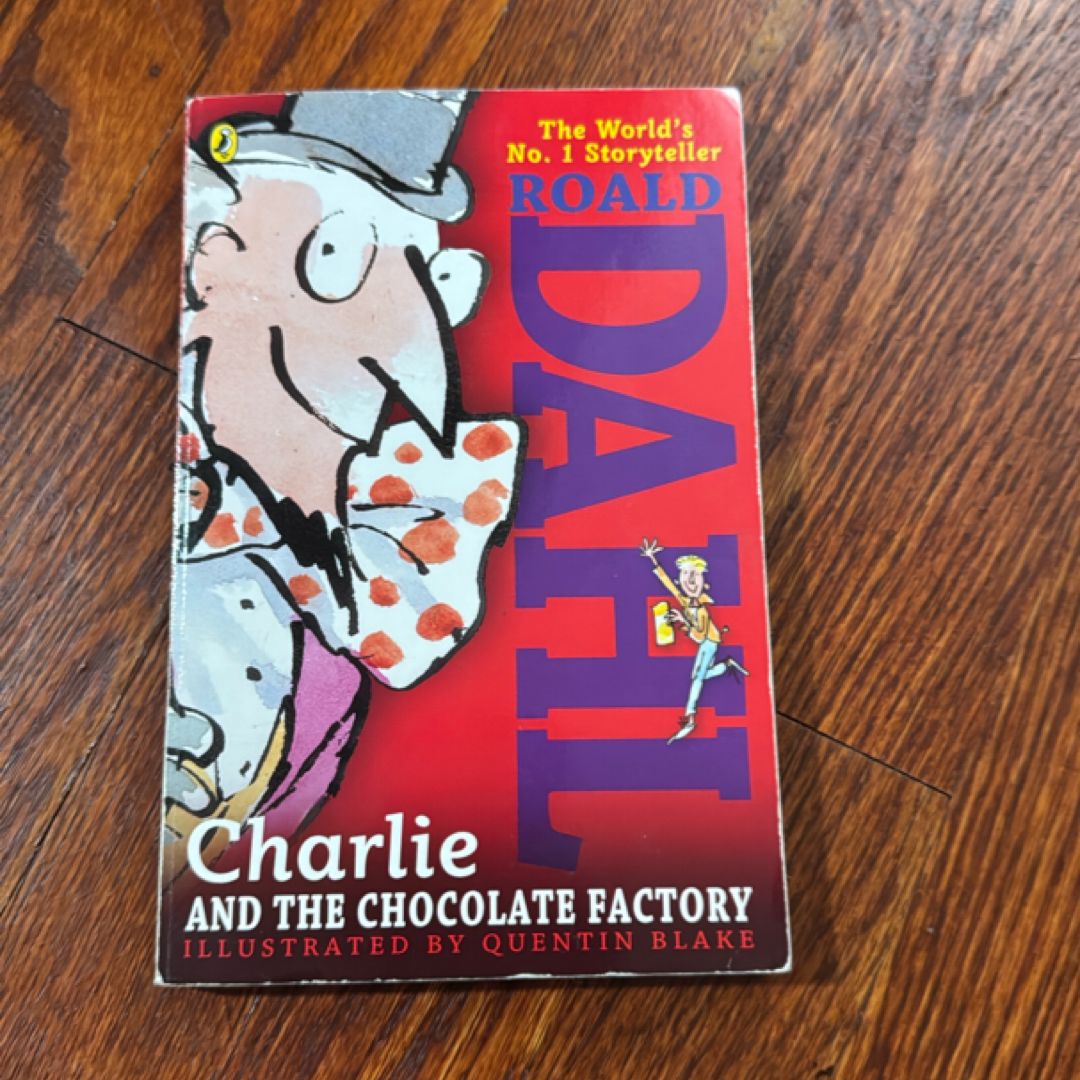 The World's
No. 1 Storyteller
ROALD
DAHL
Charlie
AND THE CHOCOLATE FACTORY
ILLUSTRATED BY QUENTIN BLAKE